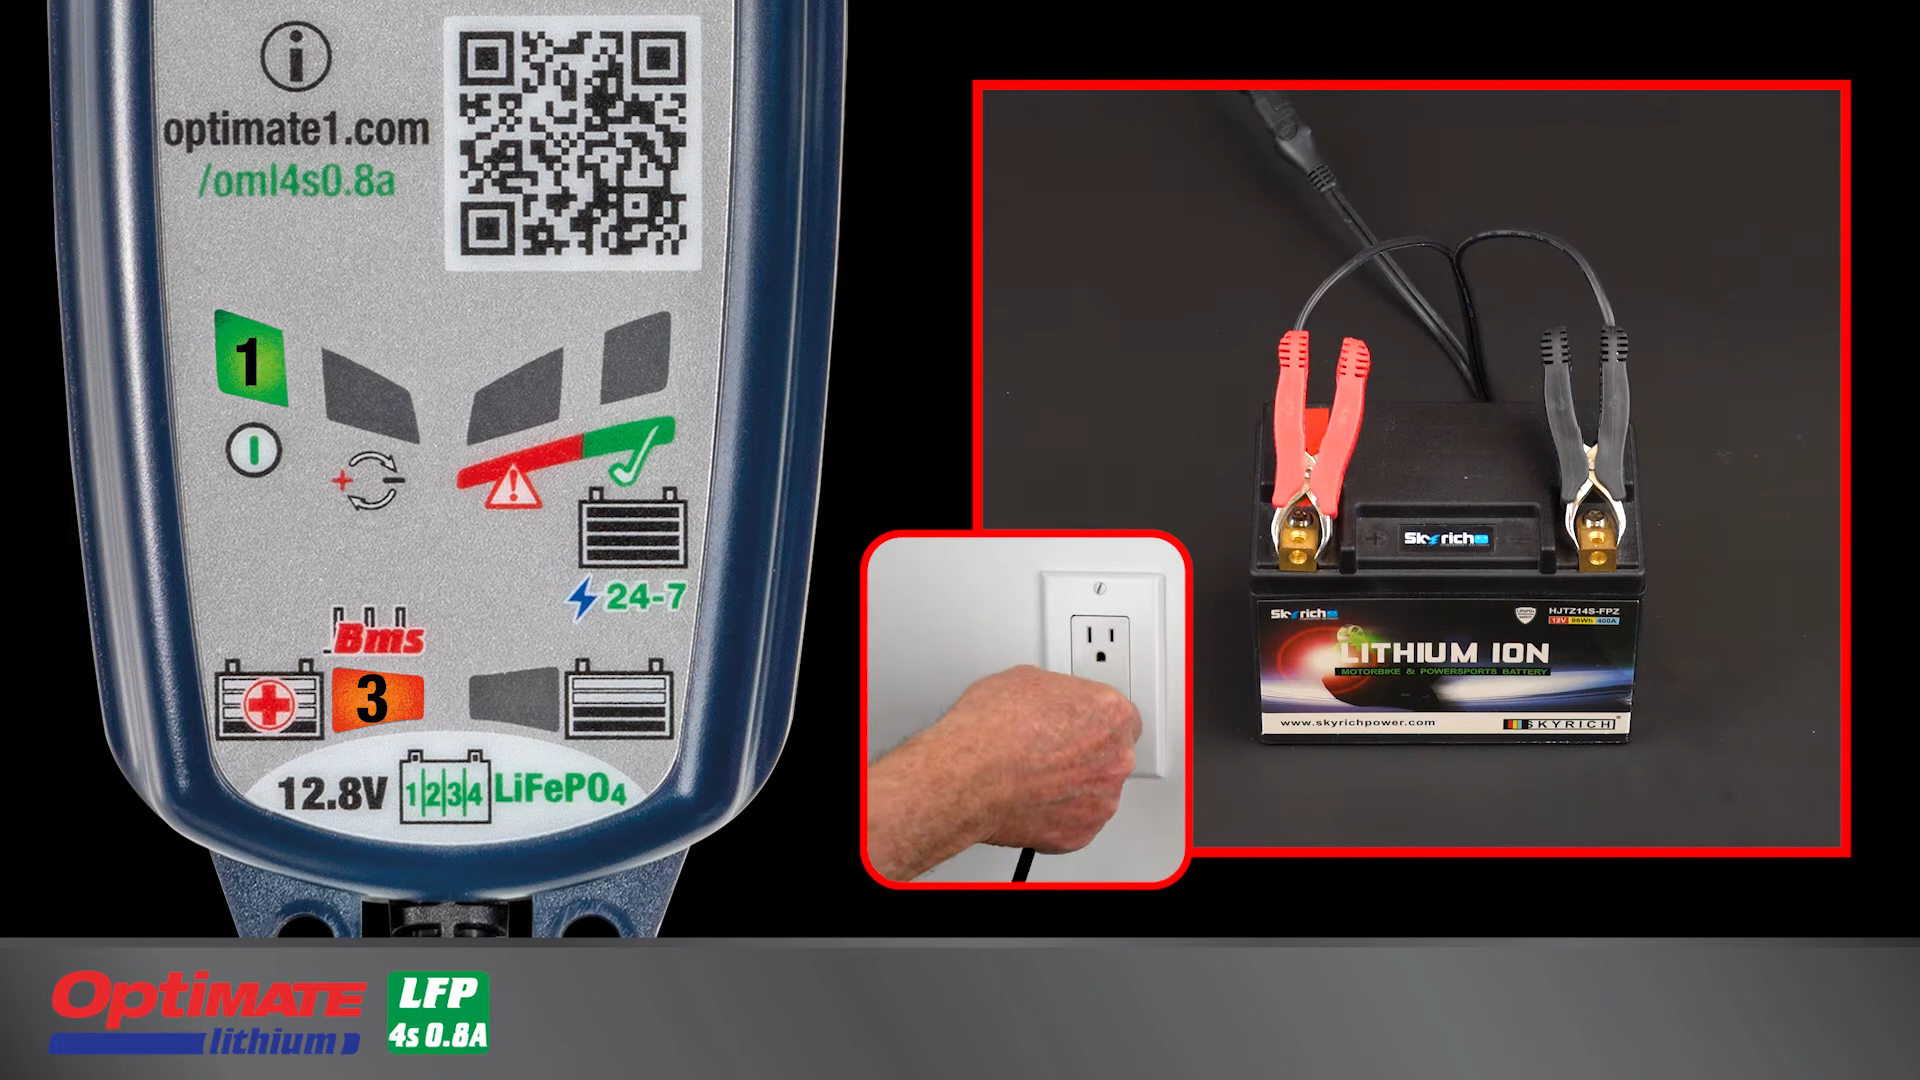 optimate1.com
/oml4s0.8a
1
+ -
24-7
Bms
3
12.8V
1 2 3 4
LiFePO4
Skyrich
Skyrich
HJTZ14S-FPZ
12V 96Wh 400A
LITHIUM ION
MOTORBIKE & POWERSPORTS BATTERY
www.skyrichpower.com
SKYRICH
OptiMATE
lithium
LFP
4s 0.8A